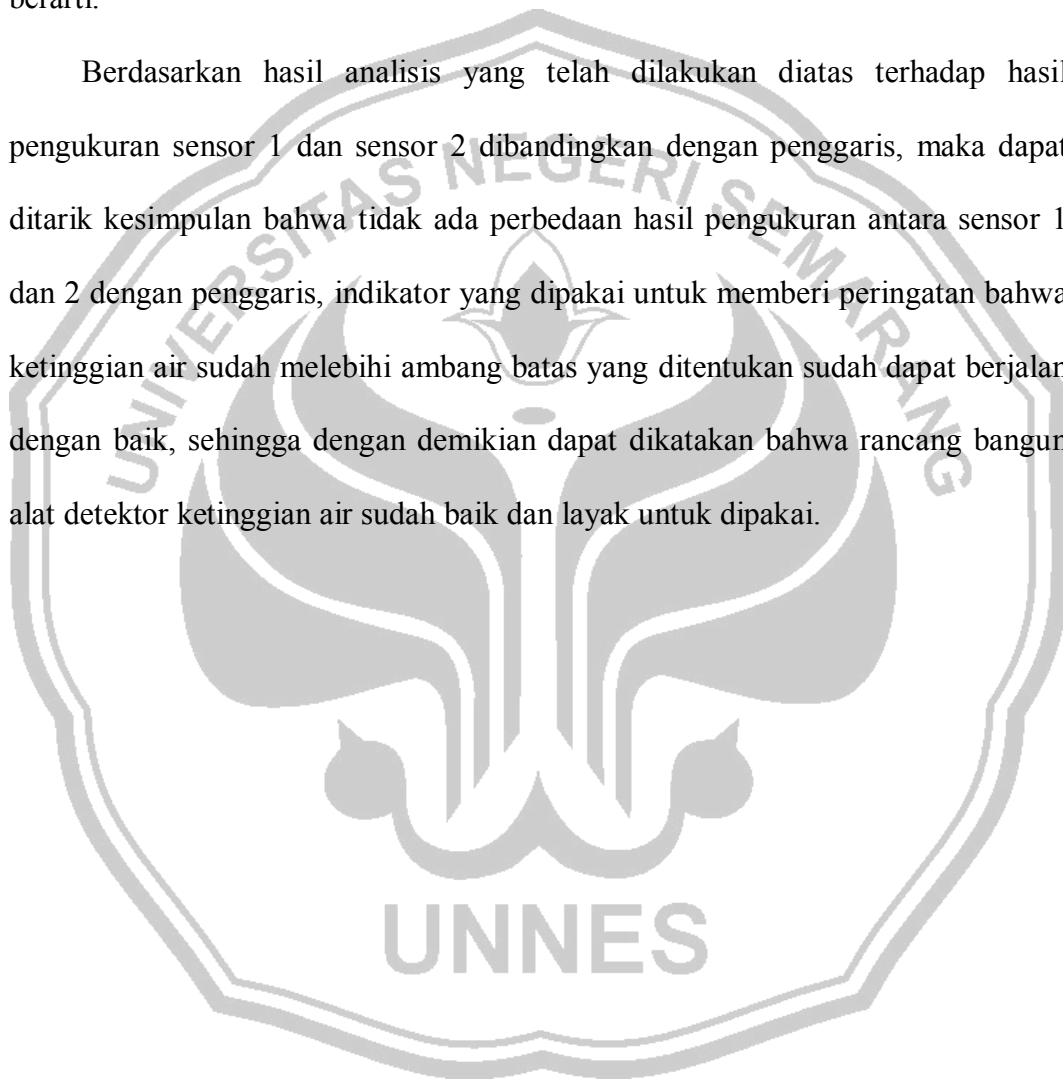 berarti.
Berdasarkan hasil analisis yang telah dilakukan diatas terhadap hasil
pengukuran sensor 1 dan sensor 2 dibandingkan dengan penggaris, maka dapat
ditarik kesimpulan bahwa tidak ada perbedaan hasil pengukuran antara sensor 1
dan 2 dengan penggaris, indikator yang dipakai untuk memberi peringatan bahwa
ketinggian air sudah melebihi ambang batas yang ditentukan sudah dapat berjalan
dengan baik, sehingga dengan demikian dapat dikatakan bahwa rancang bangun
alat detektor ketinggian air sudah baik dan layak untuk dipakai.
UNIVERSITAS NEGERI SEMARANG
UNNES